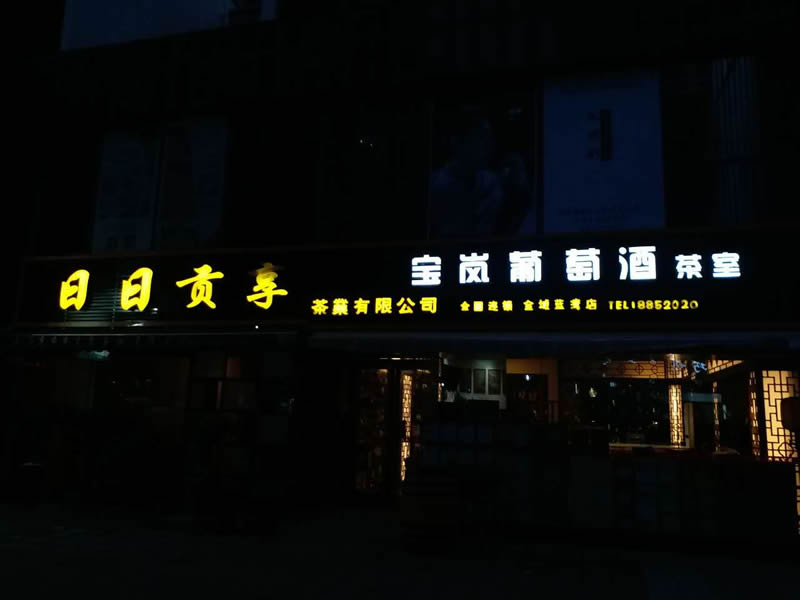 日日贡享
茶業有限公司
宝岚葡萄酒 茶室
全国连锁 金域蓝湾店 TEL:8852020